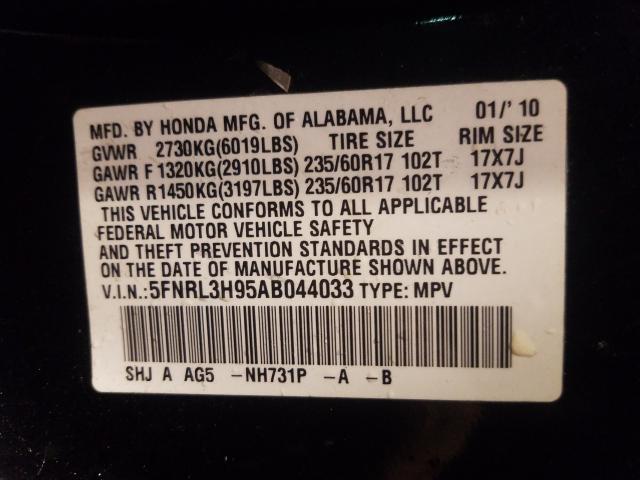 MFD. BY HONDA MFG. OF ALABAMA, LLC 01/'10
GVWR 2730KG(6019LBS) TIRE SIZE RIM SIZE
GAWR F 1320KG(2910LBS) 235/60R17 102T 17X7J
GAWR R1450KG(3197LBS) 235/60R17 102T 17X7J
THIS VEHICLE CONFORMS TO ALL APPLICABLE
FEDERAL MOTOR VEHICLE SAFETY
AND THEFT PREVENTION STANDARDS IN EFFECT
ON THE DATE OF MANUFACTURE SHOWN ABOVE.
V.I.N.:5FNRL3H95AB044033 TYPE: MPV
SHJ A AG5 -NH731P -A -B